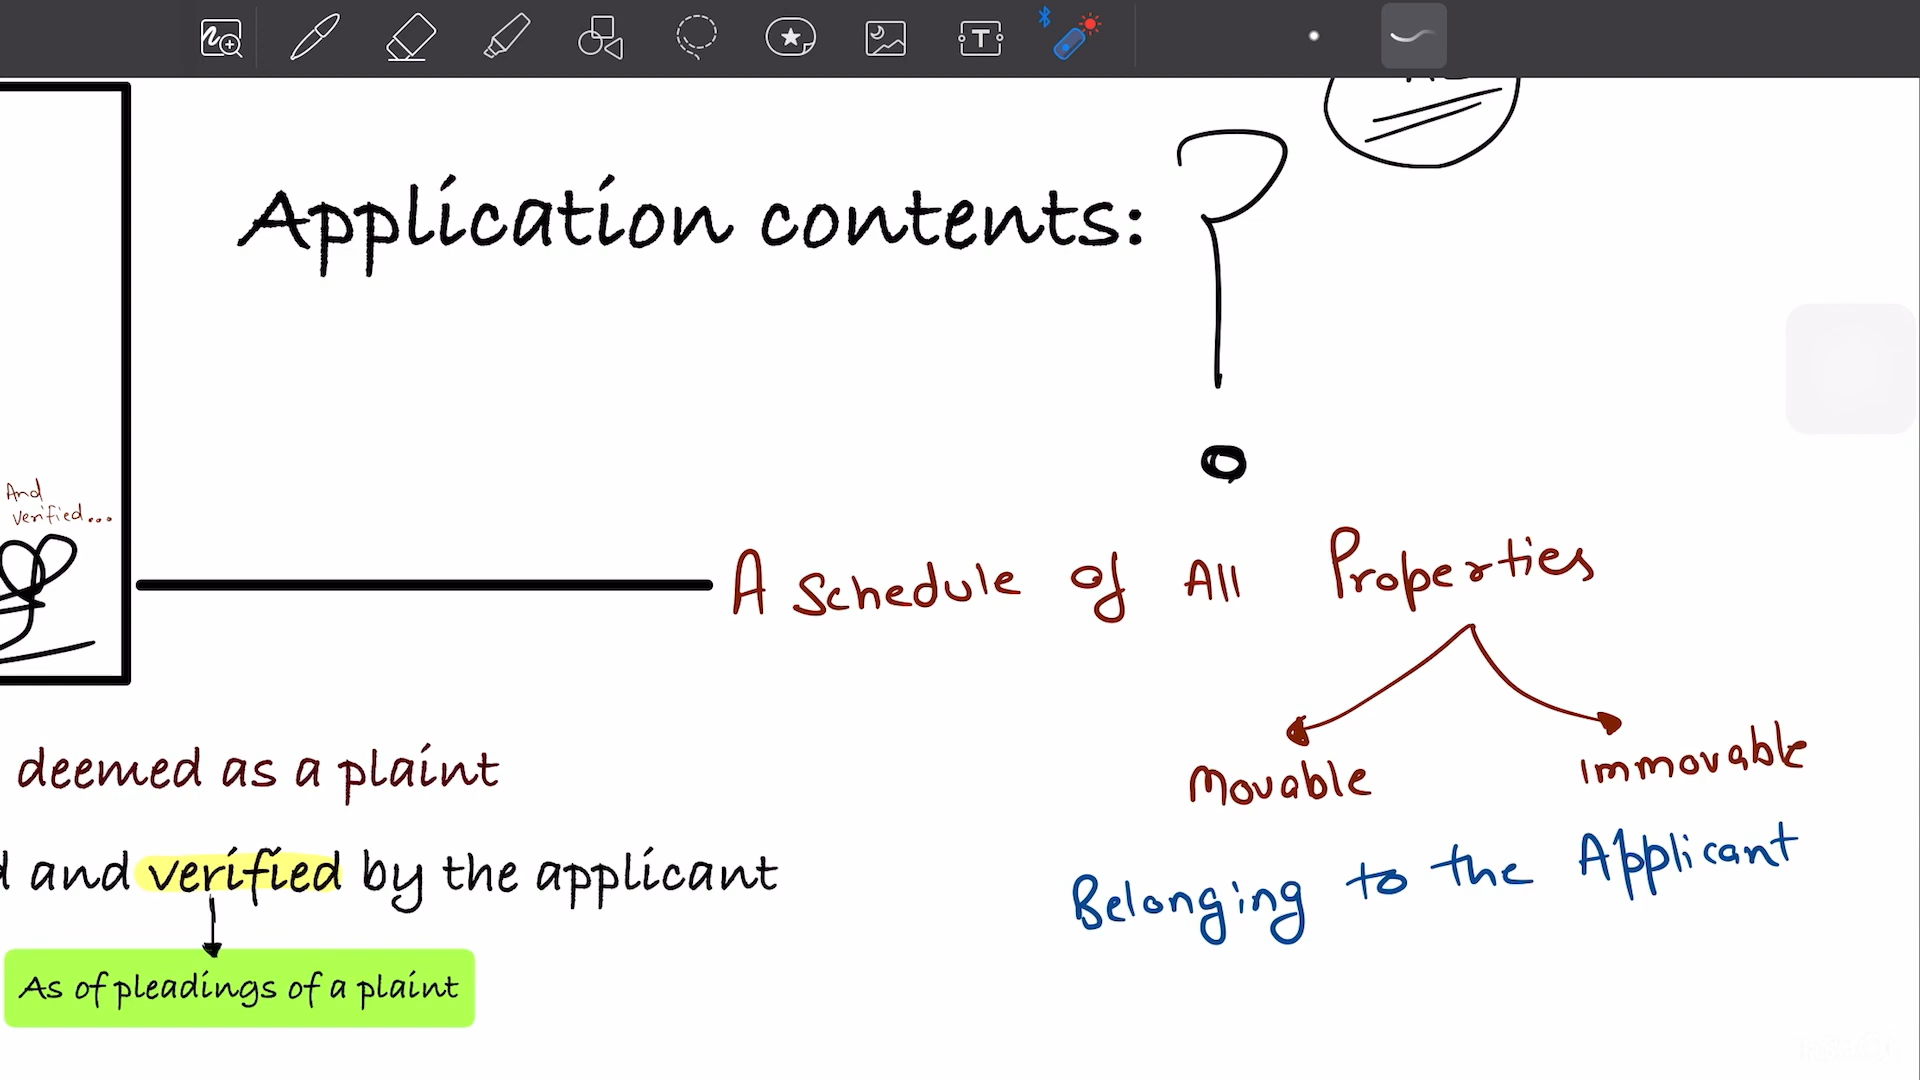 Application contents:
And
verified...
A Schedule of All Properties
Movable
Immovable
deemed as a plaint
and verified by the applicant
Belonging to the Applicant
As of pleadings of a plaint